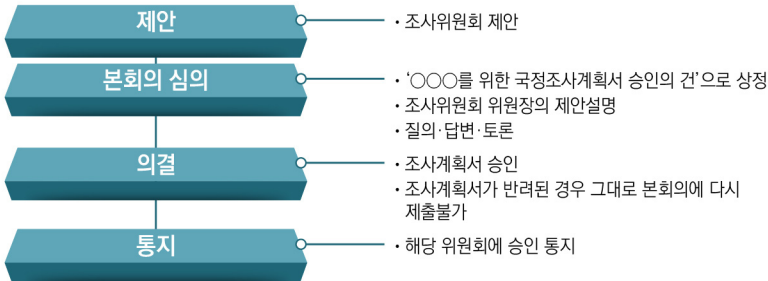 제안
· 조사위원회 제안
본회의 심의
· ‘○○○를 위한 국정조사계획서 승인의 건’으로 상정
· 조사위원회 위원장의 제안설명
· 질의·답변·토론
의결
· 조사계획서 승인
· 조사계획서가 반려된 경우 그대로 본회의에 다시
제출불가
통지
· 해당 위원회에 승인 통지